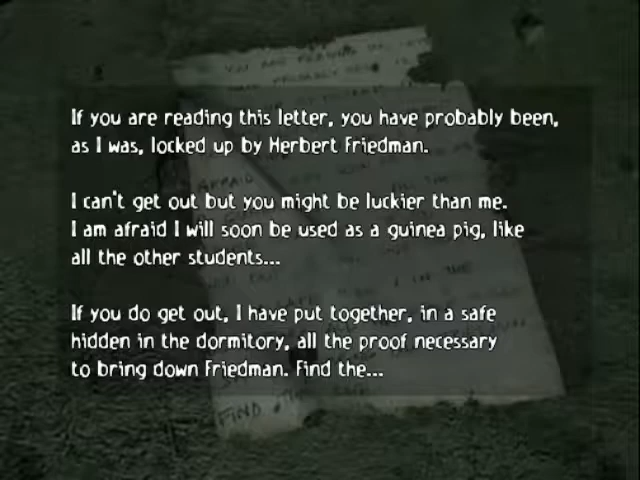 If you are reading this letter, you have probably been,
as I was, locked up by Herbert Friedman.
I can't get out but you might be luckier than me.
I am afraid I will soon be used as a guinea pig, like
all the other students...
If you do get out, I have put together, in a safe
hidden in the dormitory, all the proof necessary
to bring down Friedman. Find the...
FIND THE